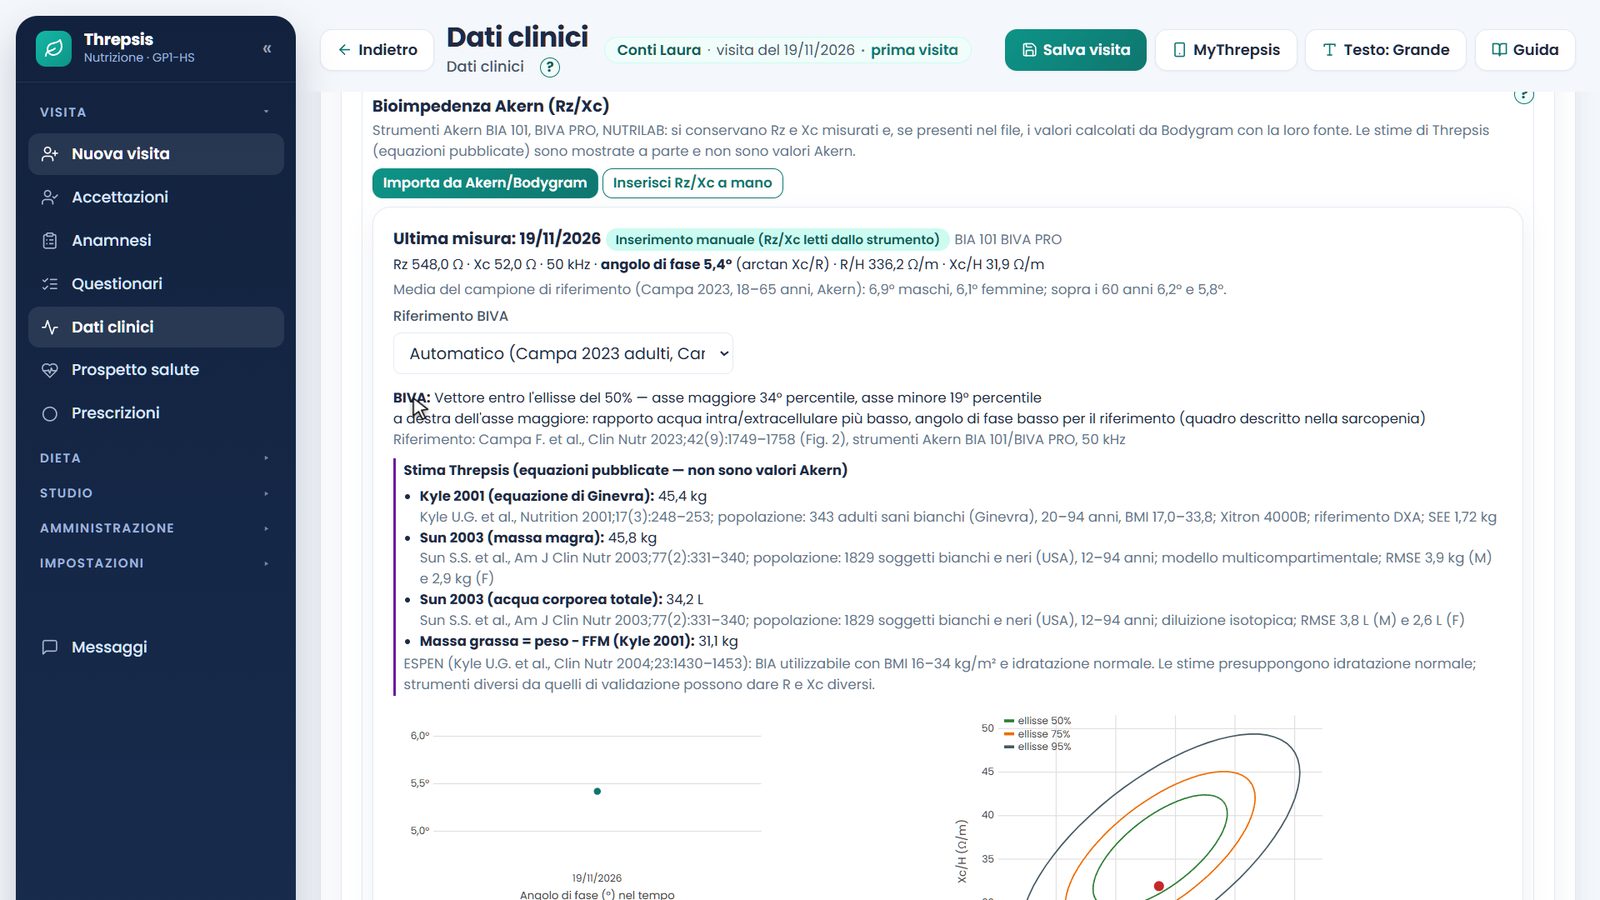 Threpsis
Nutrizione · GP1-HS
«
VISITA
Nuova visita
Accettazioni
Anamnesi
Questionari
Dati clinici
Prospetto salute
Prescrizioni
DIETA
STUDIO
AMMINISTRAZIONE
IMPOSTAZIONI
Messaggi
Indietro
Dati clinici
Dati clinici ?
Conti Laura · visita del 19/11/2026 · prima visita
Salva visita
MyThrepsis
Testo: Grande
Guida
Bioimpedenza Akern (Rz/Xc)
?
Strumenti Akern BIA 101, BIVA PRO, NUTRILAB: si conservano Rz e Xc misurati e, se presenti nel file, i valori calcolati da Bodygram con la loro fonte. Le stime di Threpsis
(equazioni pubblicate) sono mostrate a parte e non sono valori Akern.
Importa da Akern/Bodygram
Inserisci Rz/Xc a mano
Ultima misura: 19/11/2026 Inserimento manuale (Rz/Xc letti dallo strumento) BIA 101 BIVA PRO
Rz 548,0 Ω · Xc 52,0 Ω · 50 kHz · angolo di fase 5,4° (arctan Xc/R) · R/H 336,2 Ω/m · Xc/H 31,9 Ω/m
Media del campione di riferimento (Campa 2023, 18–65 anni, Akern): 6,9° maschi, 6,1° femmine; sopra i 60 anni 6,2° e 5,8°.
Riferimento BIVA
Automatico (Campa 2023 adulti, Car
BIVA: Vettore entro l'ellisse del 50% — asse maggiore 34° percentile, asse minore 19° percentile
a destra dell'asse maggiore: rapporto acqua intra/extracellulare più basso, angolo di fase basso per il riferimento (quadro descritto nella sarcopenia)
Riferimento: Campa F. et al., Clin Nutr 2023;42(9):1749–1758 (Fig. 2), strumenti Akern BIA 101/BIVA PRO, 50 kHz
Stima Threpsis (equazioni pubblicate — non sono valori Akern)
• Kyle 2001 (equazione di Ginevra): 45,4 kg
Kyle U.G. et al., Nutrition 2001;17(3):248–253; popolazione: 343 adulti sani bianchi (Ginevra), 20–94 anni, BMI 17,0–33,8; Xitron 4000B; riferimento DXA; SEE 1,72 kg
• Sun 2003 (massa magra): 45,8 kg
Sun S.S. et al., Am J Clin Nutr 2003;77(2):331–340; popolazione: 1829 soggetti bianchi e neri (USA), 12–94 anni; modello multicompartimentale; RMSE 3,9 kg (M)
e 2,9 kg (F)
• Sun 2003 (acqua corporea totale): 34,2 L
Sun S.S. et al., Am J Clin Nutr 2003;77(2):331–340; popolazione: 1829 soggetti bianchi e neri (USA), 12–94 anni; diluizione isotopica; RMSE 3,8 L (M) e 2,6 L (F)
• Massa grassa = peso − FFM (Kyle 2001): 31,1 kg
ESPEN (Kyle U.G. et al., Clin Nutr 2004;23:1430–1453): BIA utilizzabile con BMI 16–34 kg/m² e idratazione normale. Le stime presuppongono idratazione normale;
strumenti diversi da quelli di validazione possono dare R e Xc diversi.
6,0°
5,5°
5,0°
19/11/2026
Angolo di fase (°) nel tempo
ellisse 50%
ellisse 75%
ellisse 95%
50
45
40
35
Xc/H (Ω/m)